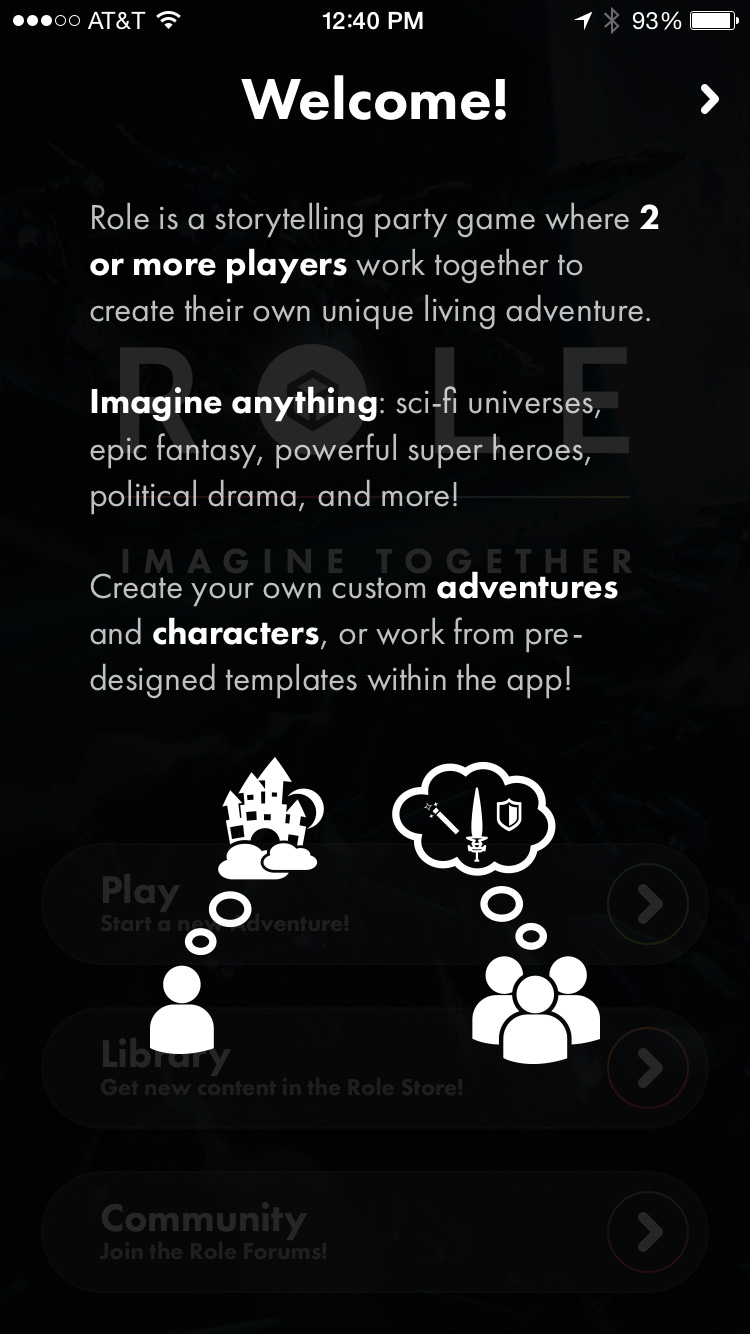 AT&T 12:40 PM 93%
Welcome!
Role is a storytelling party game where 2
or more players work together to
create their own unique living adventure.
ROLE
Imagine anything: sci-fi universes,
epic fantasy, powerful super heroes,
political drama, and more!
IMAGINE TOGETHER
Create your own custom adventures
and characters, or work from pre-
designed templates within the app!
Play
Start a new Adventure!
Library
Get new content in the Role Store!
Community
Join the Role Forums!